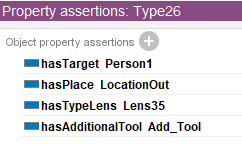 Property assertions: Type26
Object property assertions
hasTarget Person1
hasPlace LocationOut
hasTypeLens Lens35
hasAdditionalTool Add_Tool